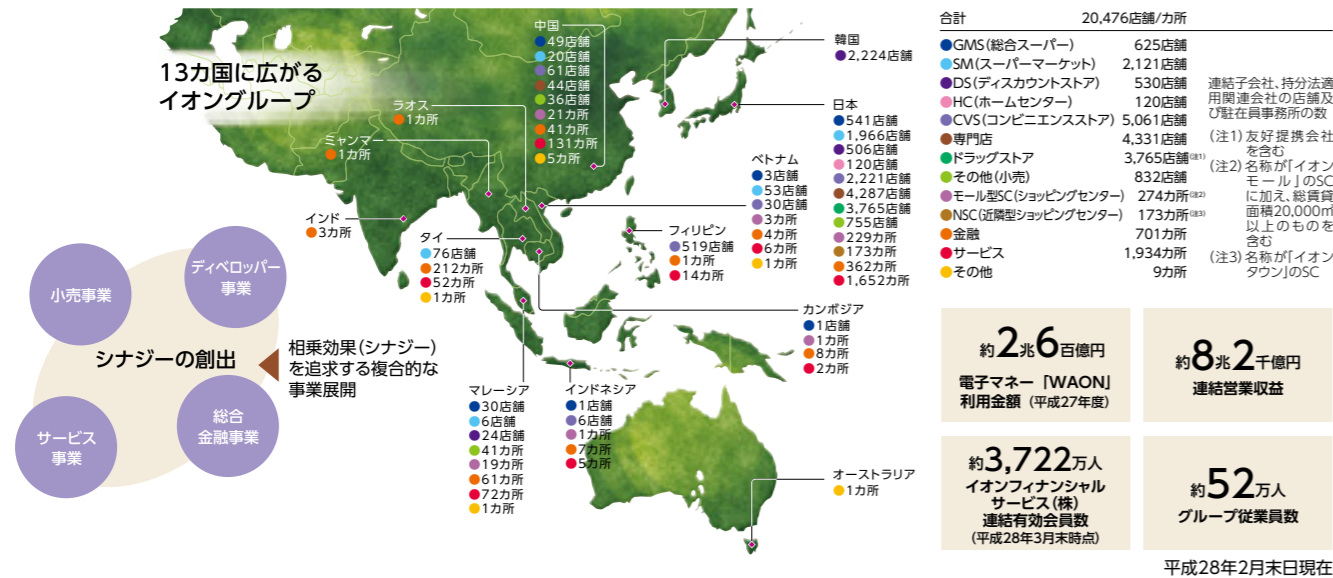 13カ国に広がる
イオングループ
中国
49店舗
20店舗
61店舗
44店舗
36店舗
21カ所
41カ所
131カ所
5カ所
ラオス
1カ所
ミャンマー
1カ所
インド
3カ所
タイ
76店舗
212カ所
52カ所
1カ所
韓国
2,224店舗
日本
541店舗
1,966店舗
506店舗
120店舗
2,221店舗
4,287店舗
3,765店舗
755店舗
229カ所
173カ所
362カ所
1,652カ所
ベトナム
3店舗
53店舗
30店舗
3カ所
4カ所
6カ所
1カ所
フィリピン
519店舗
1カ所
14カ所
カンボジア
1店舗
1カ所
8カ所
2カ所
マレーシア
30店舗
6店舗
24店舗
41カ所
19カ所
61カ所
72カ所
1カ所
インドネシア
1店舗
6店舗
1カ所
7カ所
5カ所
オーストラリア
1カ所
小売事業
ディベロッパー
事業
シナジーの創出
サービス
事業
総合
金融事業
相乗効果(シナジー)
を追求する複合的な
事業展開
合計 20,476店舗/カ所
GMS(総合スーパー) 625店舗
SM(スーパーマーケット) 2,121店舗
DS(ディスカウントストア) 530店舗
HC(ホームセンター) 120店舗
CVS(コンビニエンスストア) 5,061店舗
専門店 4,331店舗
ドラッグストア 3,765店舗(注1)
その他(小売) 832店舗
モール型SC(ショッピングセンター) 274カ所(注2)
NSC(近隣型ショッピングセンター) 173カ所(注3)
金融 701カ所
サービス 1,934カ所
その他 9カ所
連結子会社、持分法適
用関連会社の店舗及
び駐在員事務所の数
(注1)友好提携会社
を含む
(注2)名称が「イオン
モール」のSC
に加え、総賃貸
面積20,000㎡
以上のものを
含む
(注3)名称が「イオン
タウン」のSC
約2兆6百億円
電子マネー「WAON」
利用金額(平成27年度)
約8兆2千億円
連結営業収益
約3,722万人
イオンフィナンシャル
サービス(株)
連結有効会員数
(平成28年3月末時点)
約52万人
グループ従業員数
平成28年2月末日現在